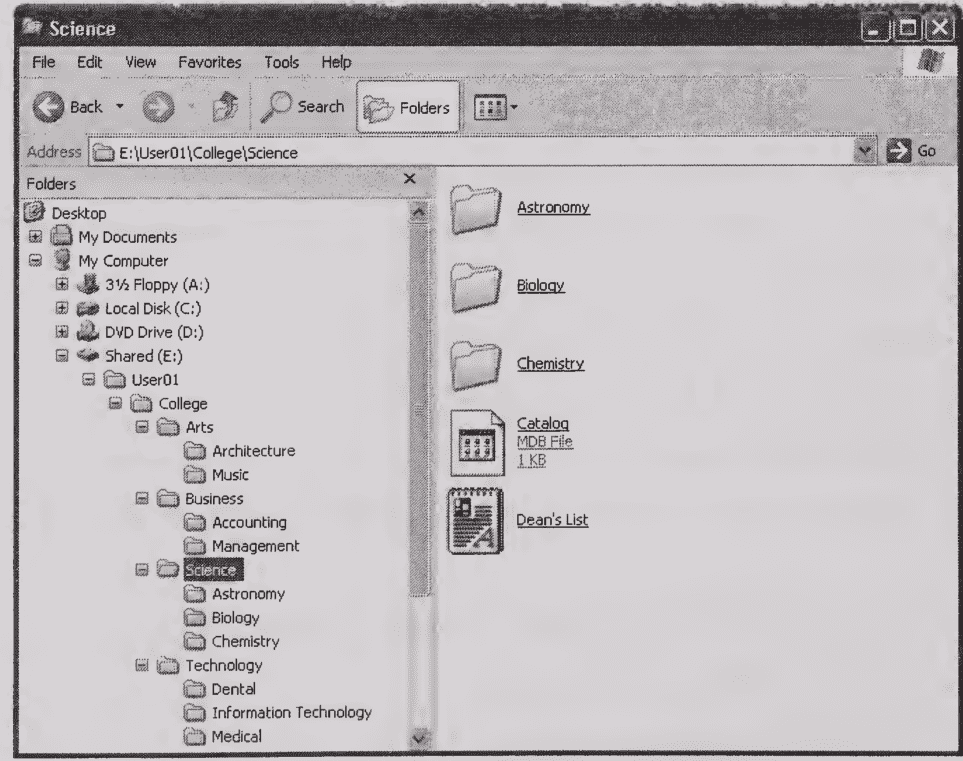 Science
File Edit View Favorites Tools Help
Back Search Folders
Address E:\User01\College\Science Go
Folders
Desktop
My Documents
My Computer
3½ Floppy (A:)
Local Disk (C:)
DVD Drive (D:)
Shared (E:)
User01
College
Arts
Architecture
Music
Business
Accounting
Management
Science
Astronomy
Biology
Chemistry
Technology
Dental
Information Technology
Medical
Astronomy
Biology
Chemistry
Catalog
MDB File
1 KB
Dean's List